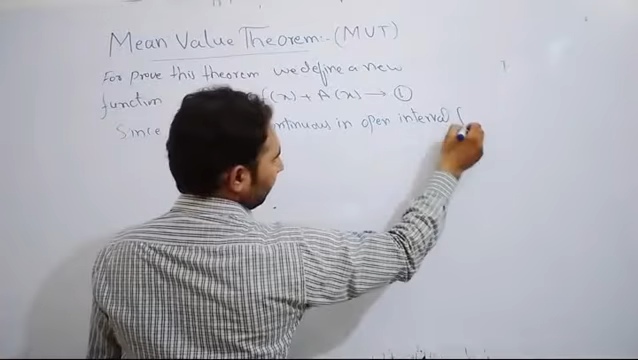 Mean Value Theorem:- (MVT)
For prove this theorem we define a new
function f(x) + A(x) → ①
Since continuous in open interval (